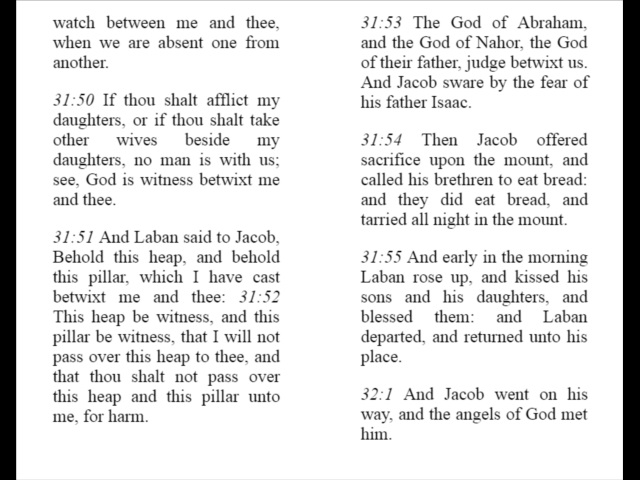 watch between me and thee,
when we are absent one from
another.
31:50 If thou shalt afflict my
daughters, or if thou shalt take
other wives beside my
daughters, no man is with us;
see, God is witness betwixt me
and thee.
31:51 And Laban said to Jacob,
Behold this heap, and behold
this pillar, which I have cast
betwixt me and thee: 31:52
This heap be witness, and this
pillar be witness, that I will not
pass over this heap to thee, and
that thou shalt not pass over
this heap and this pillar unto
me, for harm.
31:53 The God of Abraham,
and the God of Nahor, the God
of their father, judge betwixt us.
And Jacob sware by the fear of
his father Isaac.
31:54 Then Jacob offered
sacrifice upon the mount, and
called his brethren to eat bread:
and they did eat bread, and
tarried all night in the mount.
31:55 And early in the morning
Laban rose up, and kissed his
sons and his daughters, and
blessed them: and Laban
departed, and returned unto his
place.
32:1 And Jacob went on his
way, and the angels of God met
him.